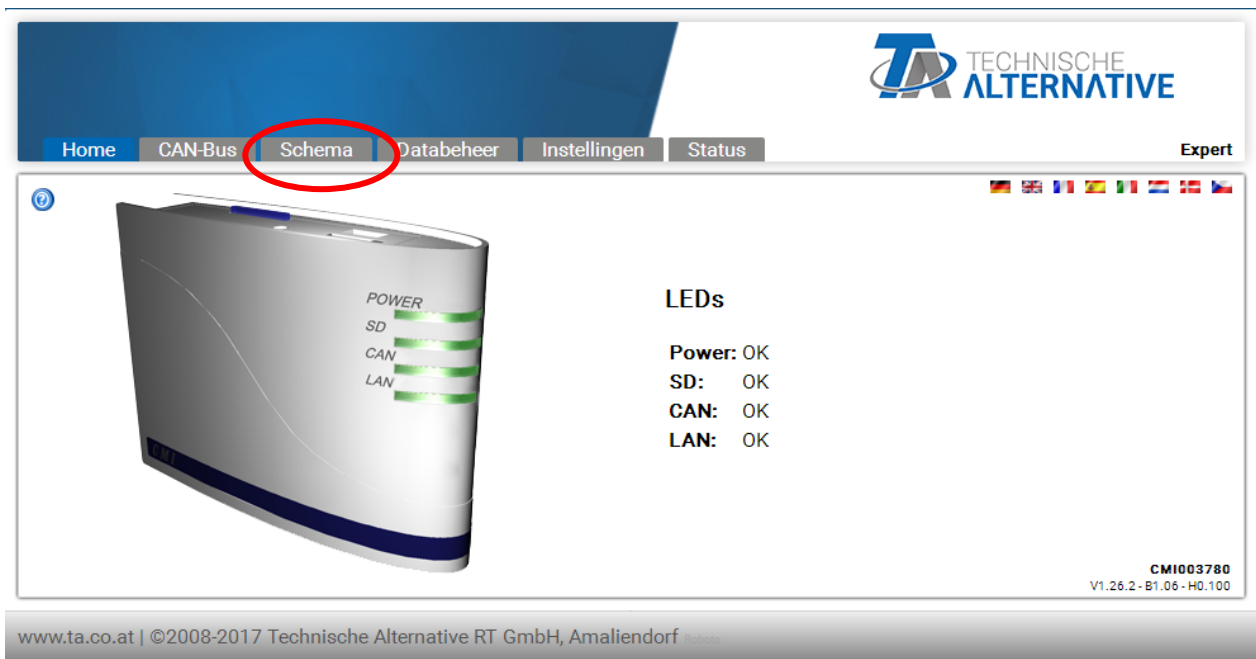 TECHNISCHE
ALTERNATIVE
Home CAN-Bus Schema Databeheer Instellingen Status Expert
POWER
SD
CAN
LAN
CMI
LEDs
Power: OK
SD: OK
CAN: OK
LAN: OK
CMI003780
V1.26.2 - B1.06 - H0.100
www.ta.co.at | ©2008-2017 Technische Alternative RT GmbH, Amaliendorf